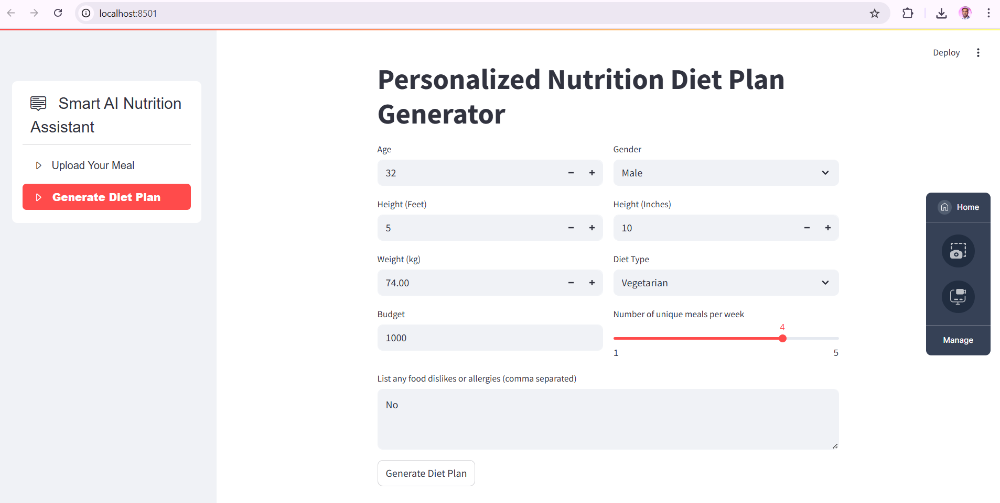 localhost:8501
Deploy
Smart AI Nutrition
Assistant
Upload Your Meal
Generate Diet Plan
Personalized Nutrition Diet Plan
Generator
Age
Gender
32
Male
Height (Feet)
Height (Inches)
5
10
Weight (kg)
Diet Type
74.00
Vegetarian
Budget
Number of unique meals per week
1000
4
1
5
List any food dislikes or allergies (comma separated)
No
Generate Diet Plan
Home
Manage